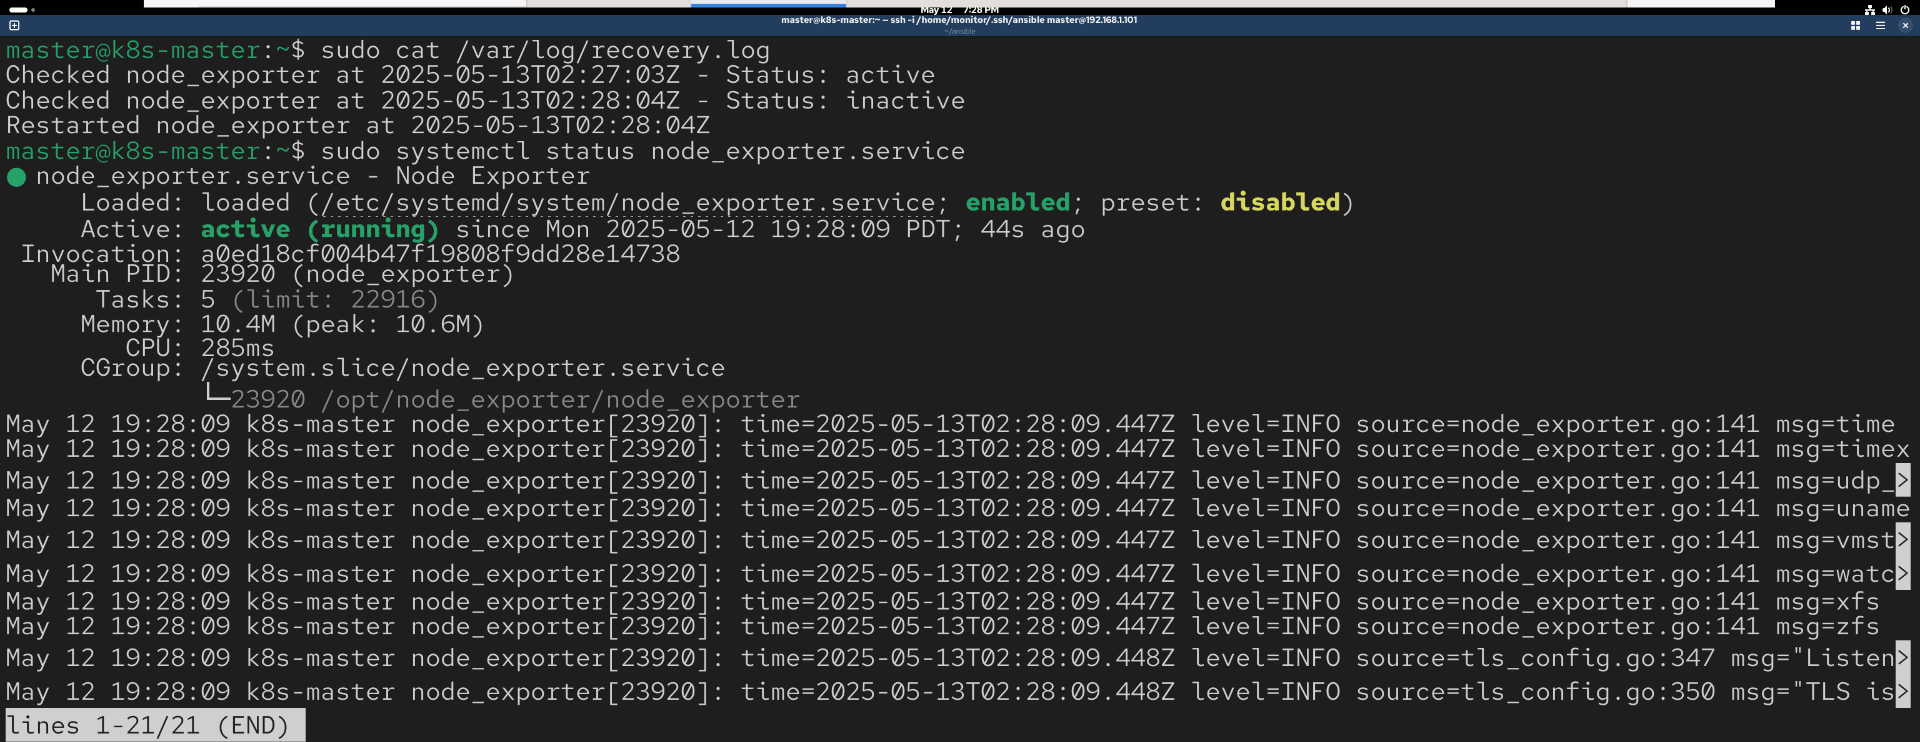 May 12 7:28 PM
master@k8s-master:~ — ssh -i /home/monitor/.ssh/ansible master@192.168.1.101
~/ansible
master@k8s-master:~$ sudo cat /var/log/recovery.log
Checked node_exporter at 2025-05-13T02:27:03Z - Status: active
Checked node_exporter at 2025-05-13T02:28:04Z - Status: inactive
Restarted node_exporter at 2025-05-13T02:28:04Z
master@k8s-master:~$ sudo systemctl status node_exporter.service
● node_exporter.service - Node Exporter
Loaded: loaded (/etc/systemd/system/node_exporter.service; enabled; preset: disabled)
Active: active (running) since Mon 2025-05-12 19:28:09 PDT; 44s ago
Invocation: a0ed18cf004b47f19808f9dd28e14738
Main PID: 23920 (node_exporter)
Tasks: 5 (limit: 22916)
Memory: 10.4M (peak: 10.6M)
CPU: 285ms
CGroup: /system.slice/node_exporter.service
└─23920 /opt/node_exporter/node_exporter
May 12 19:28:09 k8s-master node_exporter[23920]: time=2025-05-13T02:28:09.447Z level=INFO source=node_exporter.go:141 msg=time
May 12 19:28:09 k8s-master node_exporter[23920]: time=2025-05-13T02:28:09.447Z level=INFO source=node_exporter.go:141 msg=timex
May 12 19:28:09 k8s-master node_exporter[23920]: time=2025-05-13T02:28:09.447Z level=INFO source=node_exporter.go:141 msg=udp_>
May 12 19:28:09 k8s-master node_exporter[23920]: time=2025-05-13T02:28:09.447Z level=INFO source=node_exporter.go:141 msg=uname
May 12 19:28:09 k8s-master node_exporter[23920]: time=2025-05-13T02:28:09.447Z level=INFO source=node_exporter.go:141 msg=vmst>
May 12 19:28:09 k8s-master node_exporter[23920]: time=2025-05-13T02:28:09.447Z level=INFO source=node_exporter.go:141 msg=watc>
May 12 19:28:09 k8s-master node_exporter[23920]: time=2025-05-13T02:28:09.447Z level=INFO source=node_exporter.go:141 msg=xfs
May 12 19:28:09 k8s-master node_exporter[23920]: time=2025-05-13T02:28:09.447Z level=INFO source=node_exporter.go:141 msg=zfs
May 12 19:28:09 k8s-master node_exporter[23920]: time=2025-05-13T02:28:09.448Z level=INFO source=tls_config.go:347 msg="Listen>
May 12 19:28:09 k8s-master node_exporter[23920]: time=2025-05-13T02:28:09.448Z level=INFO source=tls_config.go:350 msg="TLS is>
lines 1-21/21 (END)